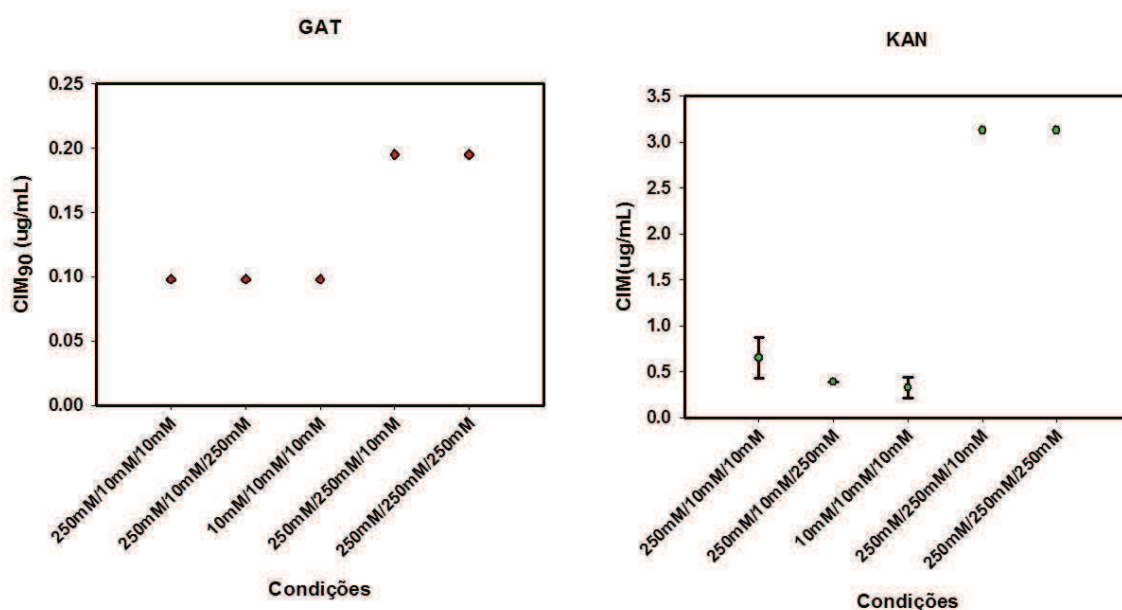 GAT
CIM90 (ug/mL)
0.25
0.20
0.15
0.10
0.05
0.00
250mM/10mM/10mM
250mM/10mM/250mM
10mM/10mM/10mM
250mM/250mM/10mM
250mM/250mM/250mM
Condições
KAN
CIM(ug/mL)
3.5
3.0
2.5
2.0
1.5
1.0
0.5
0.0
250mM/10mM/10mM
250mM/10mM/250mM
10mM/10mM/10mM
250mM/250mM/10mM
250mM/250mM/250mM
Condições